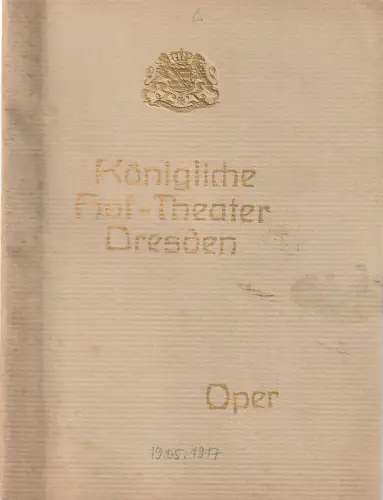 Königliche
Hof-Theater
Dresden
Oper
19.05.1917